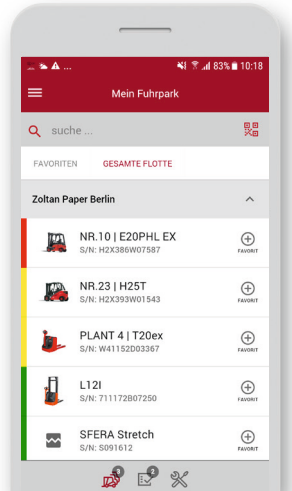 83% 10:18
Mein Fuhrpark
suche ...
FAVORITEN GESAMTE FLOTTE
Zoltan Paper Berlin
NR.10 | E20PHL EX
S/N: H2X386W07587
FAVORIT
NR.23 | H25T
S/N: H2X393W01543
FAVORIT
PLANT 4 | T20ex
S/N: W41152D03367
FAVORIT
L12I
S/N: 711172B07250
FAVORIT
SFERA Stretch
S/N: S091612
FAVORIT
2